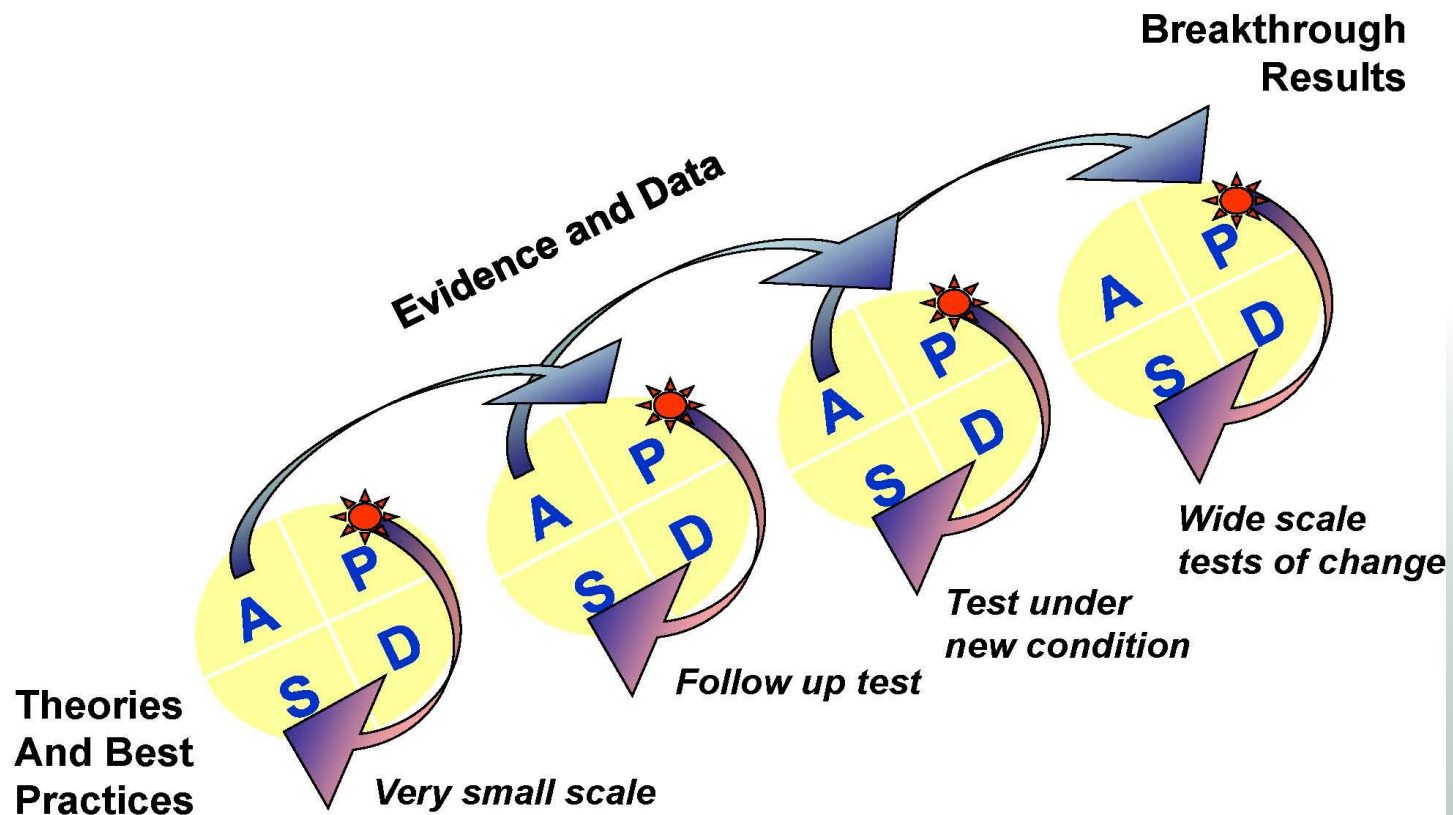 Breakthrough
Results
Evidence and Data
A P
S D
A P
S D
A P
S D
A P
S D
Wide scale
tests of change
Test under
new condition
Follow up test
Very small scale
Theories
And Best
Practices